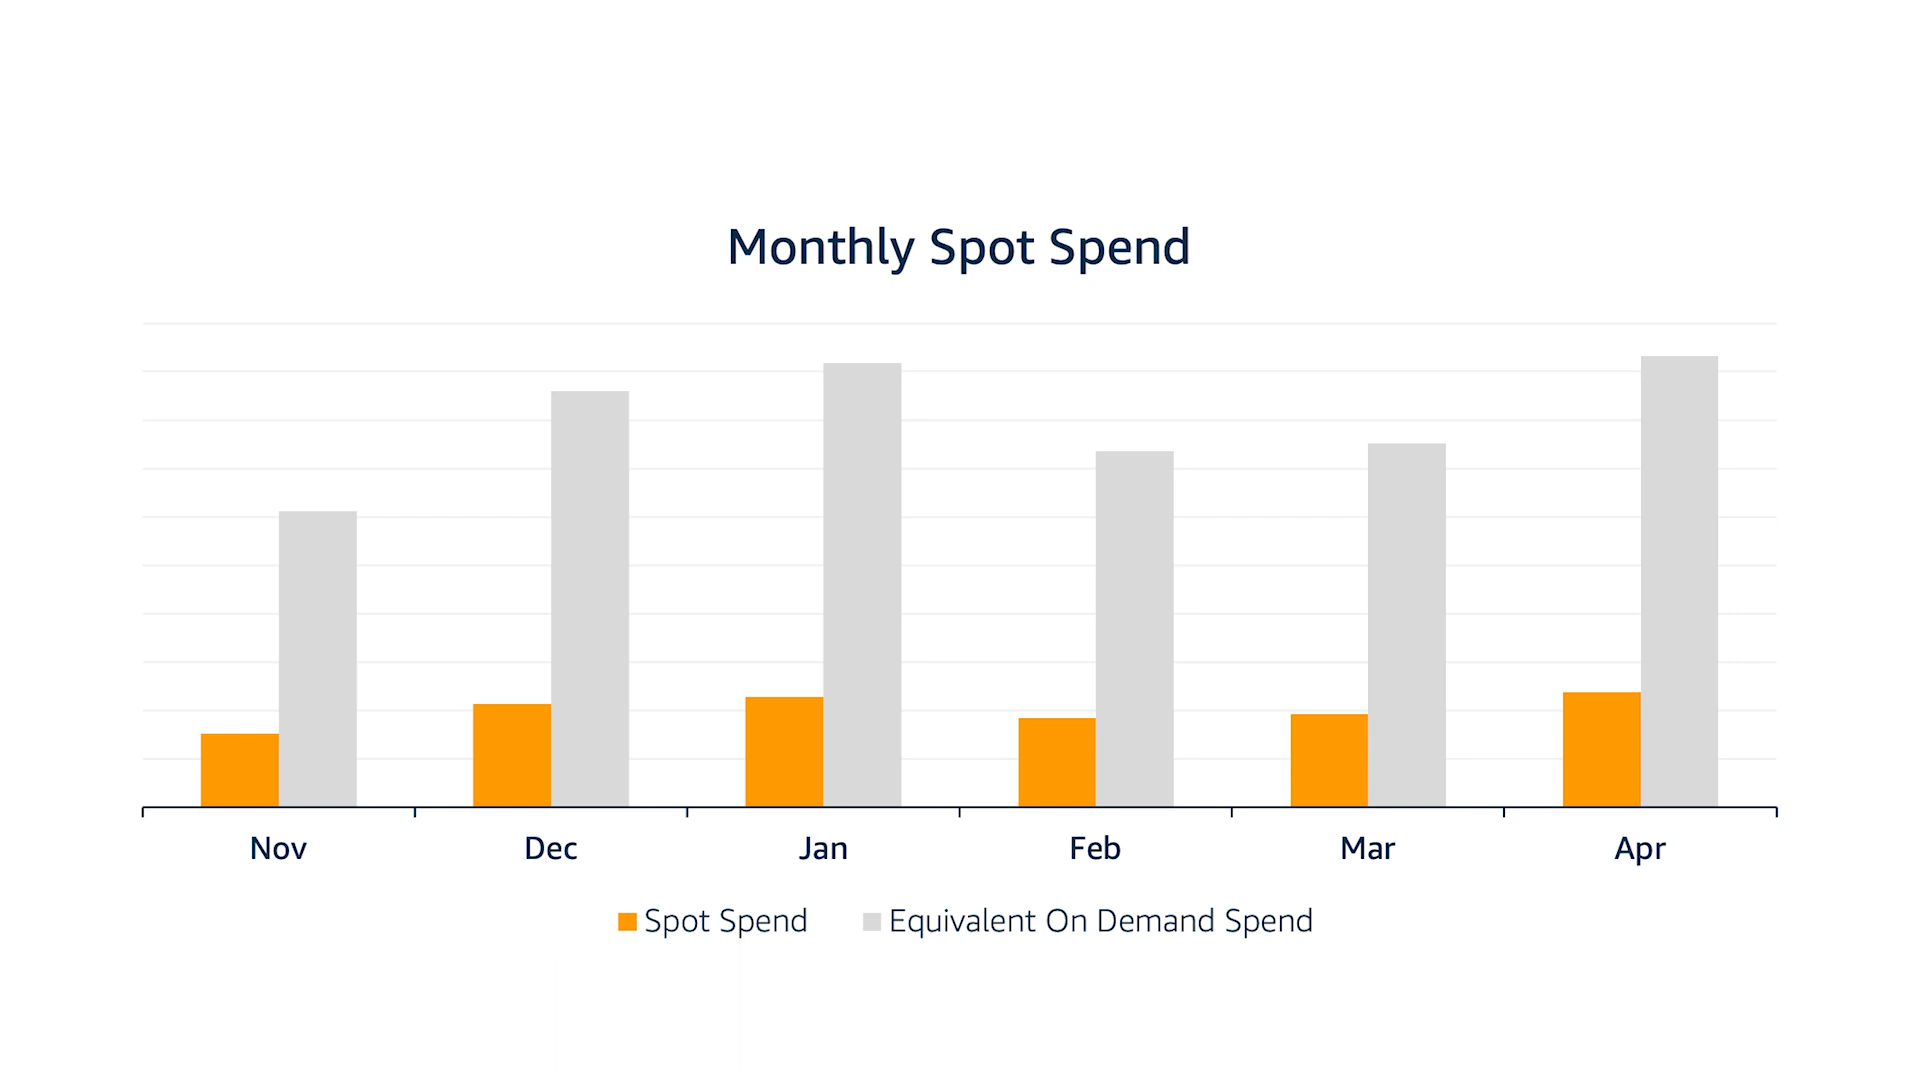 Monthly Spot Spend
Nov Dec Jan Feb Mar Apr
Spot Spend Equivalent On Demand Spend